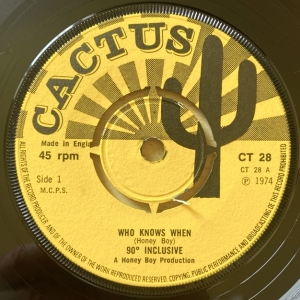 CACTUS
Made in England
45 rpm
CT 28
CT 28 A
Side 1
℗ 1974
M.C.P.S.
WHO KNOWS WHEN
(Honey Boy)
90° INCLUSIVE
A Honey Boy Production
ALL RIGHTS OF THE RECORD PRODUCER, AND OF THE OWNER OF THE WORK REPRODUCED RESERVED. COPYING, PUBLIC PERFORMANCE AND BROADCASTING OF THIS RECORD PROHIBITED